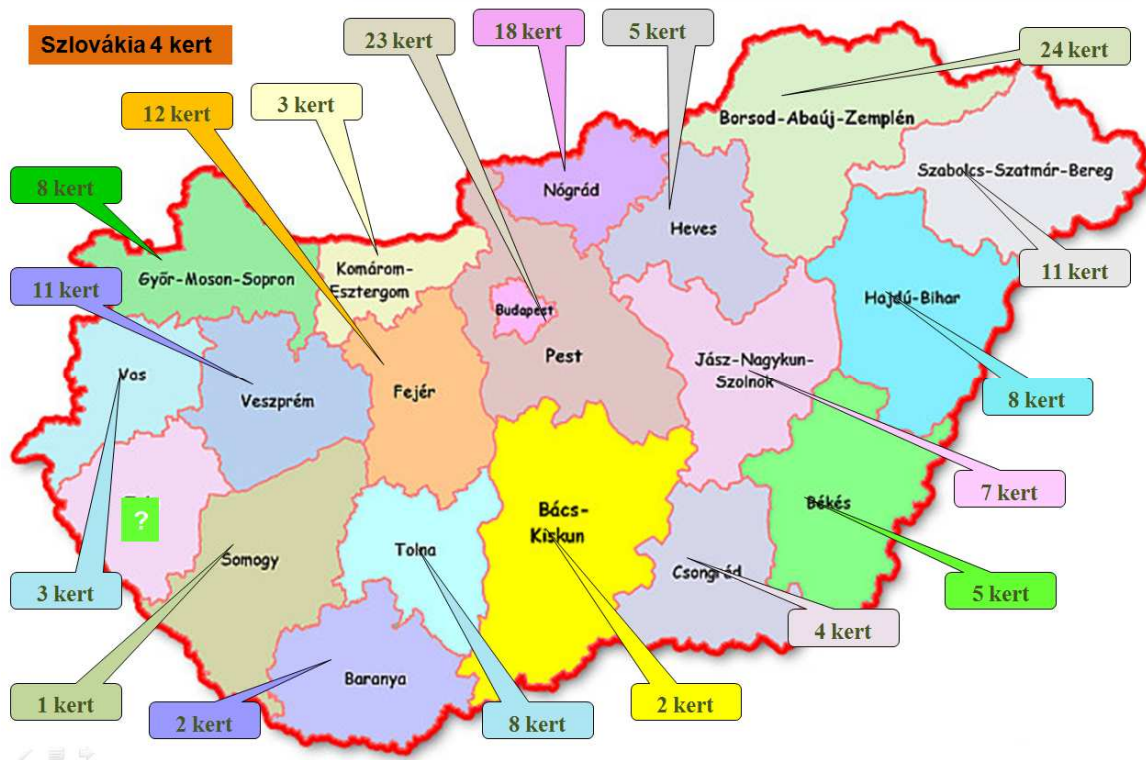 Szlovákia 4 kert
23 kert
18 kert
5 kert
24 kert
12 kert
3 kert
Borsod-Abaúj-Zemplén
8 kert
Nógrád
Szabolcs-Szatmár-Bereg
Heves
11 kert
Győr-Moson-Sopron
Komárom-
Esztergom
11 kert
Hajdú-Bihar
Budapest
Pest
Jász-Nagykun-
Szolnok
Vas
Veszprém
Fejér
8 kert
7 kert
?
Bács-
Kiskun
Békés
Somogy
Tolna
Csongrád
3 kert
5 kert
4 kert
Baranya
1 kert
2 kert
8 kert
2 kert